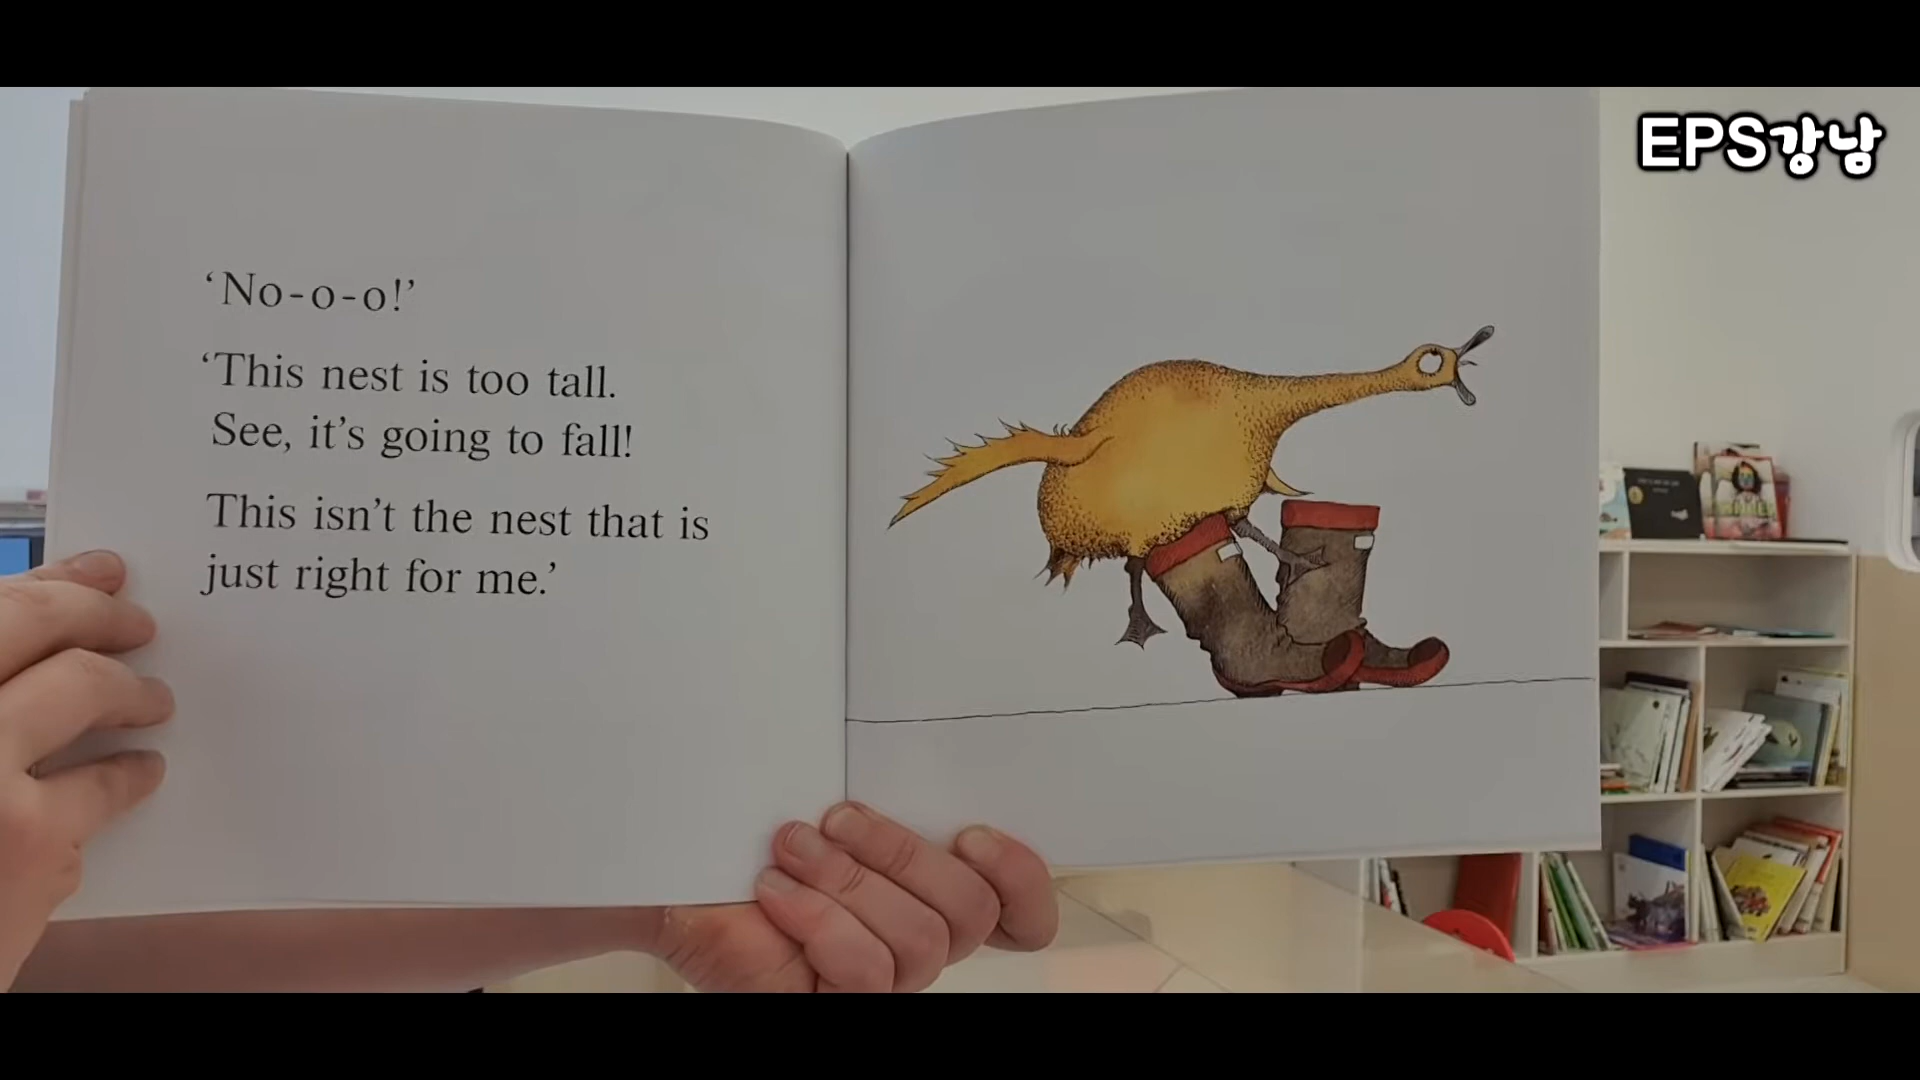 EPS강남
‘No-o-o!’
‘This nest is too tall.
See, it’s going to fall!
This isn’t the nest that is
just right for me.’